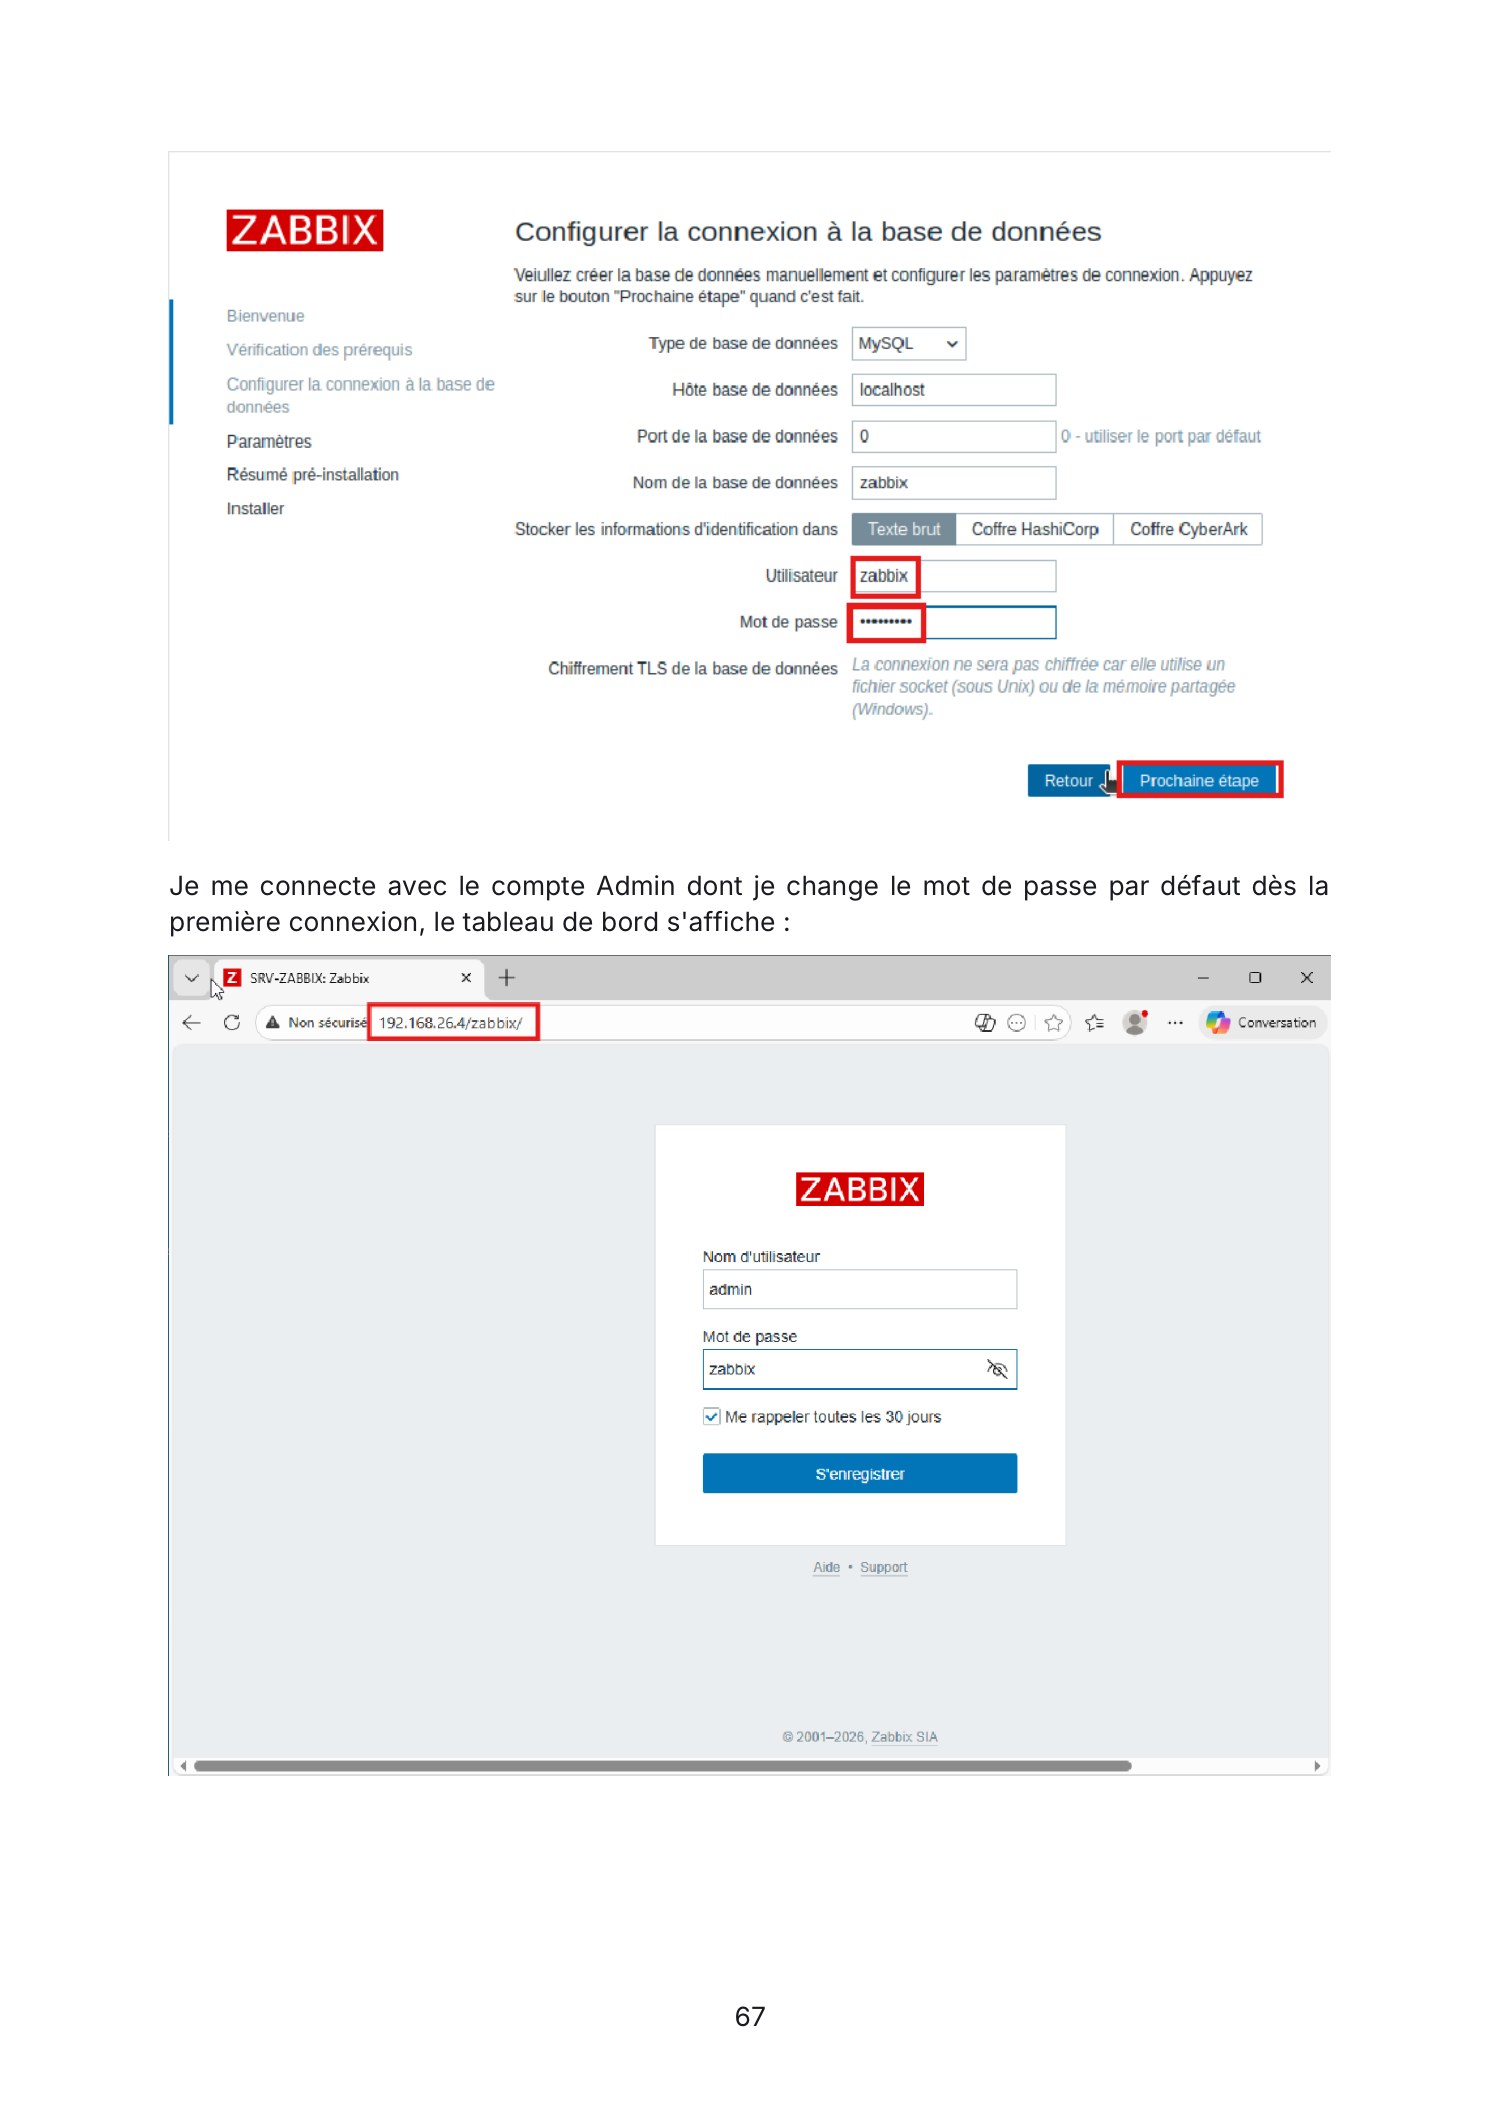 ZABBIX
Configurer la connexion à la base de données
Veiullez créer la base de données manuellement et configurer les paramètres de connexion. Appuyez
sur le bouton "Prochaine étape" quand c'est fait.
Bienvenue
Vérification des prérequis
Configurer la connexion à la base de
données
Paramètres
Résumé pré-installation
Installer
Type de base de données MySQL
Hôte base de données localhost
Port de la base de données 0 0 - utiliser le port par défaut
Nom de la base de données zabbix
Stocker les informations d'identification dans Texte brut Coffre HashiCorp Coffre CyberArk
Utilisateur zabbix
Mot de passe •••••••••
Chiffrement TLS de la base de données La connexion ne sera pas chiffrée car elle utilise un
fichier socket (sous Unix) ou de la mémoire partagée
(Windows).
Retour Prochaine étape
Je me connecte avec le compte Admin dont je change le mot de passe par défaut dès la
première connexion, le tableau de bord s'affiche :
Z SRV-ZABBIX: Zabbix
Non sécurisé 192.168.26.4/zabbix/ Conversation
ZABBIX
Nom d'utilisateur
admin
Mot de passe
zabbix
Me rappeler toutes les 30 jours
S'enregistrer
Aide • Support
© 2001–2026, Zabbix SIA
67